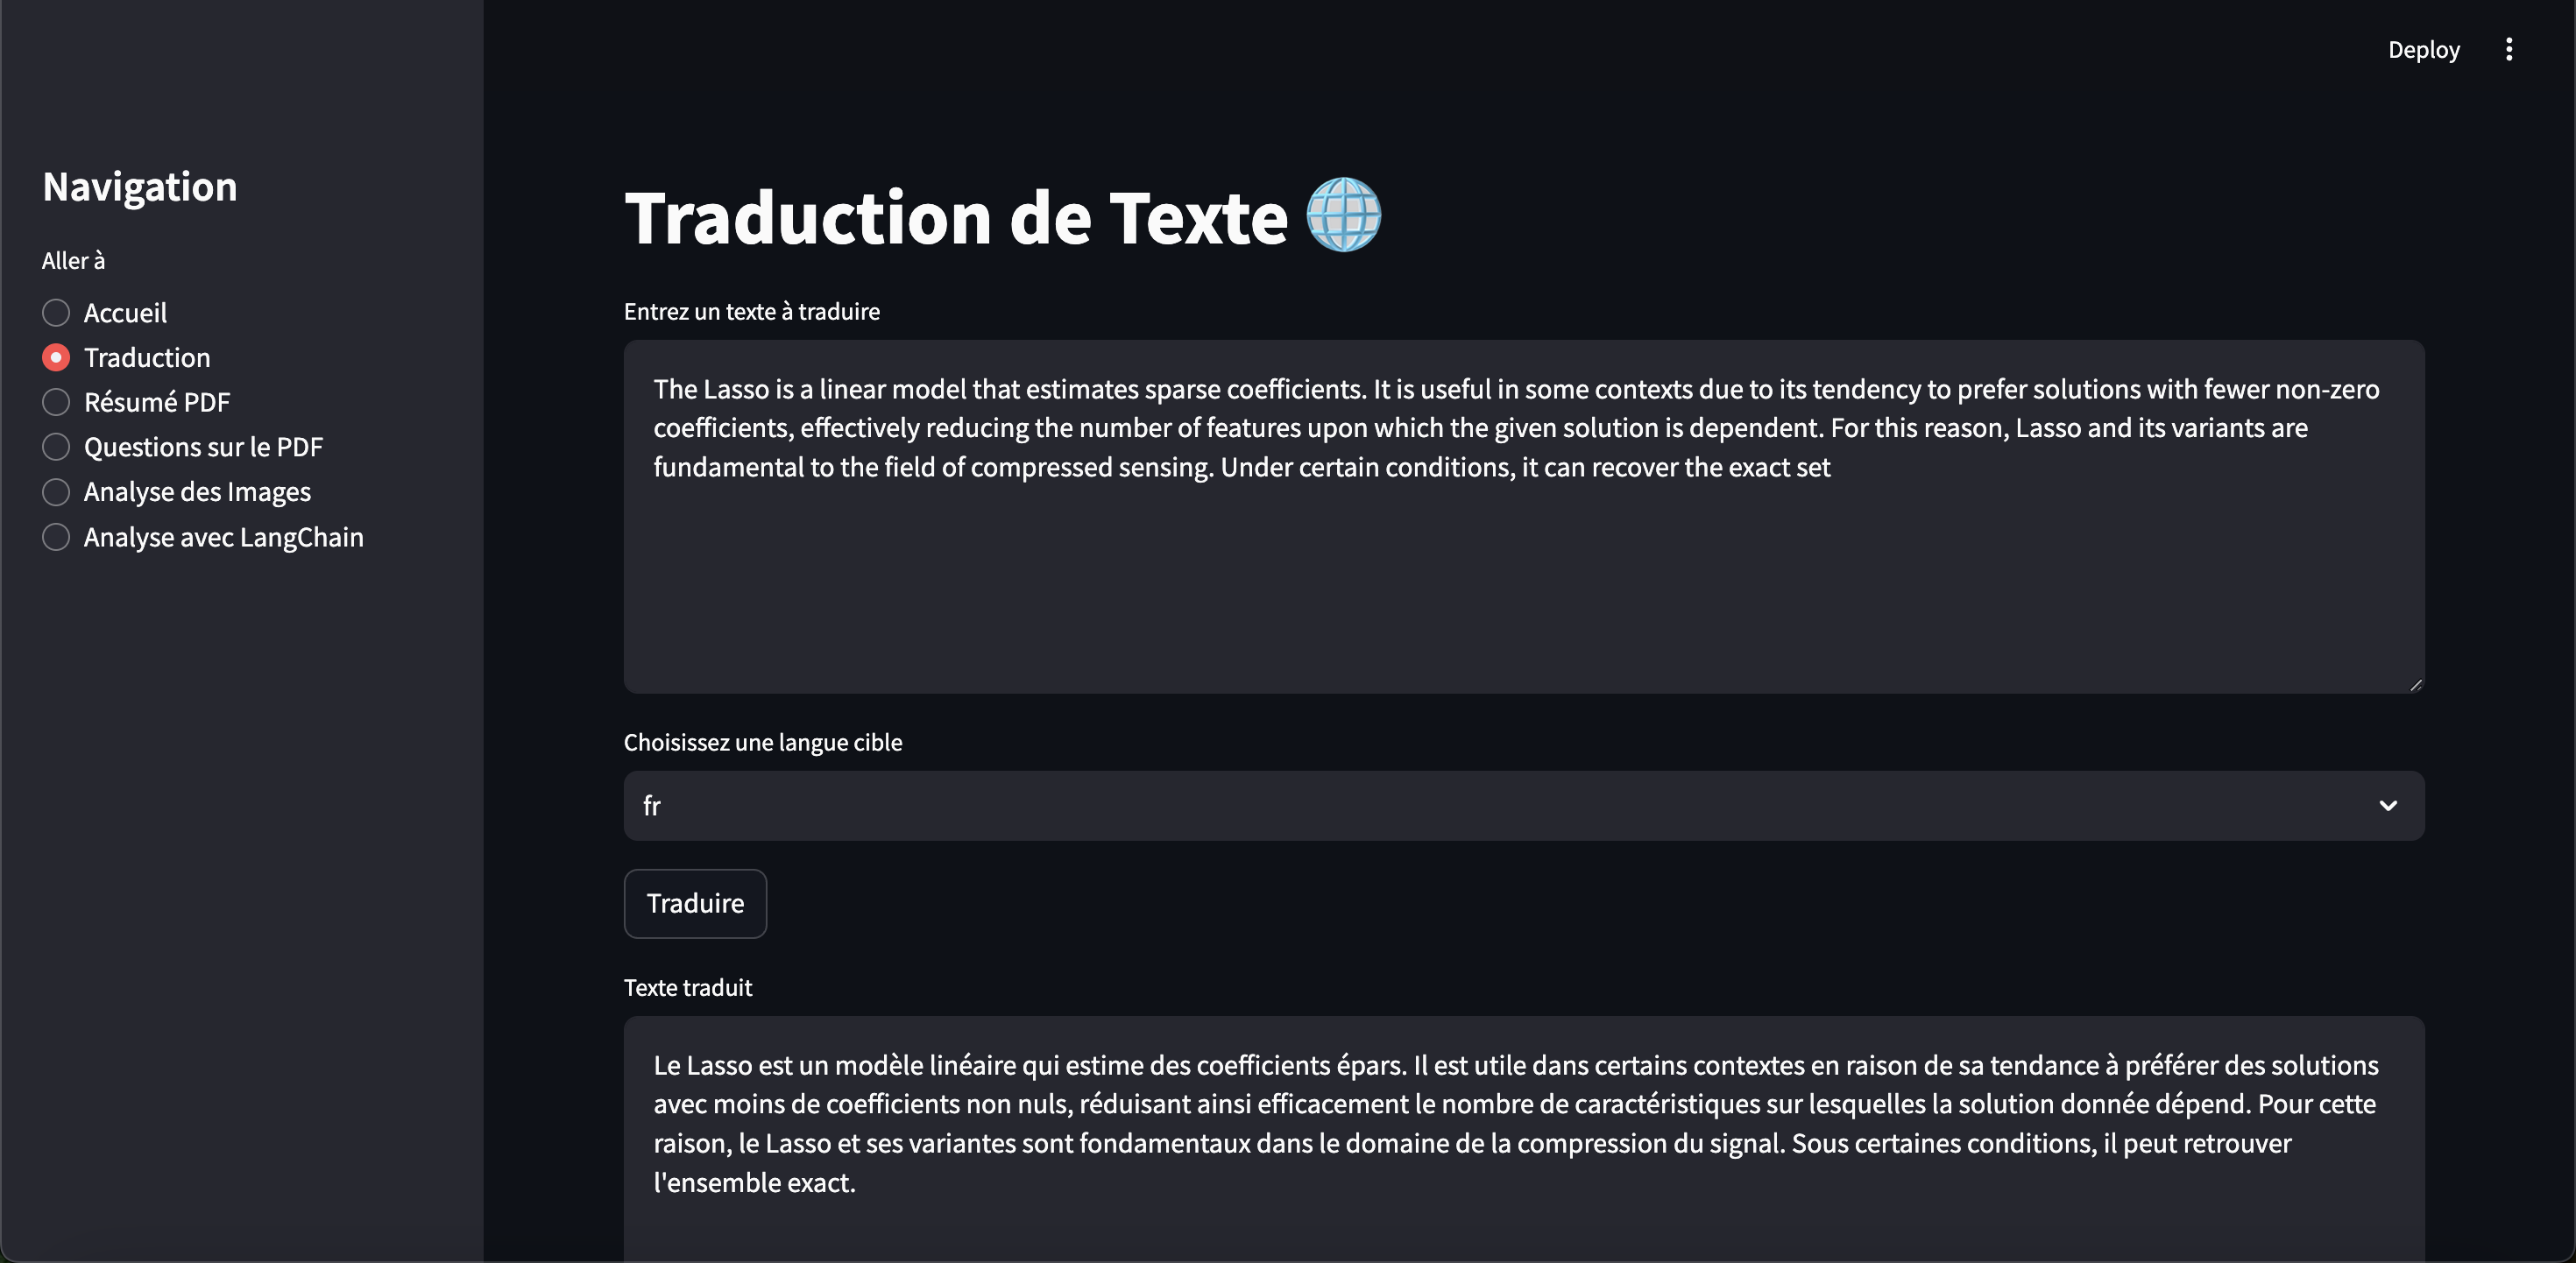 Deploy
Navigation
Aller à
Accueil
Traduction
Résumé PDF
Questions sur le PDF
Analyse des Images
Analyse avec LangChain
Traduction de Texte
Entrez un texte à traduire
The Lasso is a linear model that estimates sparse coefficients. It is useful in some contexts due to its tendency to prefer solutions with fewer non-zero
coefficients, effectively reducing the number of features upon which the given solution is dependent. For this reason, Lasso and its variants are
fundamental to the field of compressed sensing. Under certain conditions, it can recover the exact set
Choisissez une langue cible
fr
Traduire
Texte traduit
Le Lasso est un modèle linéaire qui estime des coefficients épars. Il est utile dans certains contextes en raison de sa tendance à préférer des solutions
avec moins de coefficients non nuls, réduisant ainsi efficacement le nombre de caractéristiques sur lesquelles la solution donnée dépend. Pour cette
raison, le Lasso et ses variantes sont fondamentaux dans le domaine de la compression du signal. Sous certaines conditions, il peut retrouver
l'ensemble exact.